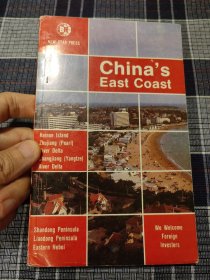 NEW STAR PRESS
China's
East Coast
Hainan Island
Zhujiang (Pearl)
River Delta
Changjiang (Yangtze)
River Delta
Shandong Peninsula
Liaodong Peninsula
Eastern Hebei
We Welcome
Foreign
Investors